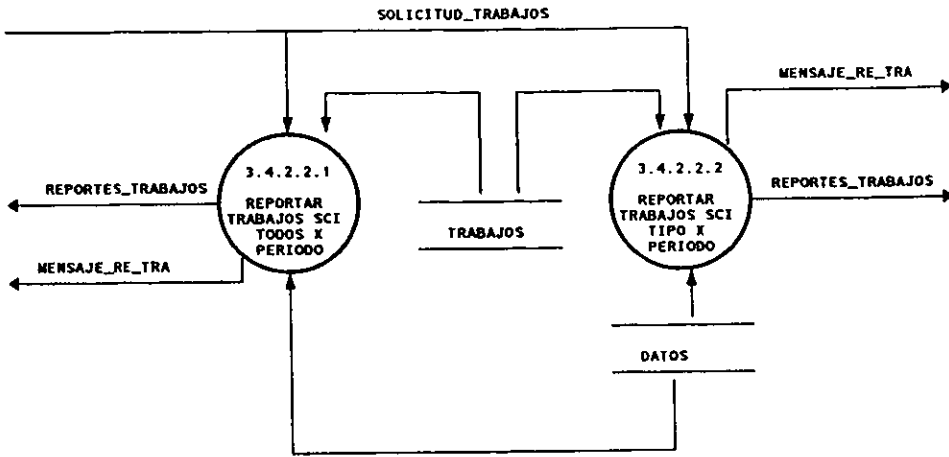 SOLICITUD_TRABAJOS
MENSAJE_RE_TRA
3.4.2.2.1
REPORTAR
TRABAJOS SCI
TODOS X
PERIODO
3.4.2.2.2
REPORTAR
TRABAJOS SCI
TIPO X
PERIODO
REPORTES_TRABAJOS
REPORTES_TRABAJOS
TRABAJOS
MENSAJE_RE_TRA
DATOS